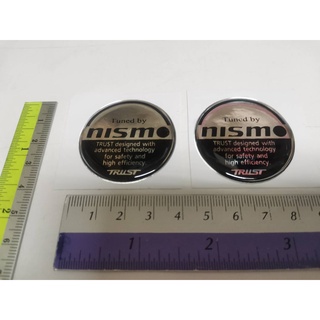 Tuned by
nismo
TRUST designed with
advanced technology
for safety and
high efficiency.
TRUST
Tuned by
nismo
TRUST designed with
advanced technology
for safety and
high efficiency.
TRUST
1 2 3 4 5 6 7 8
1 2 3